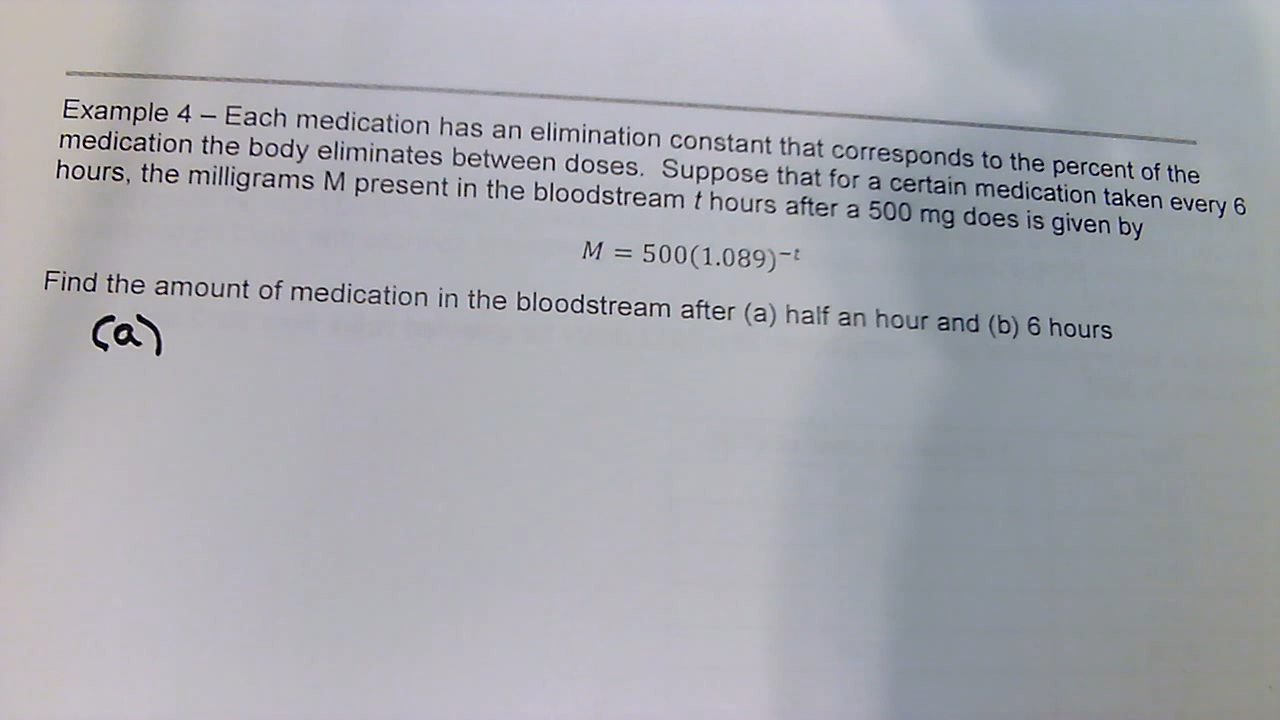 Example 4 – Each medication has an elimination constant that corresponds to the percent of the
medication the body eliminates between doses. Suppose that for a certain medication taken every 6
hours, the milligrams M present in the bloodstream t hours after a 500 mg does is given by
M = 500(1.089)⁻ᵗ
Find the amount of medication in the bloodstream after (a) half an hour and (b) 6 hours
(a)